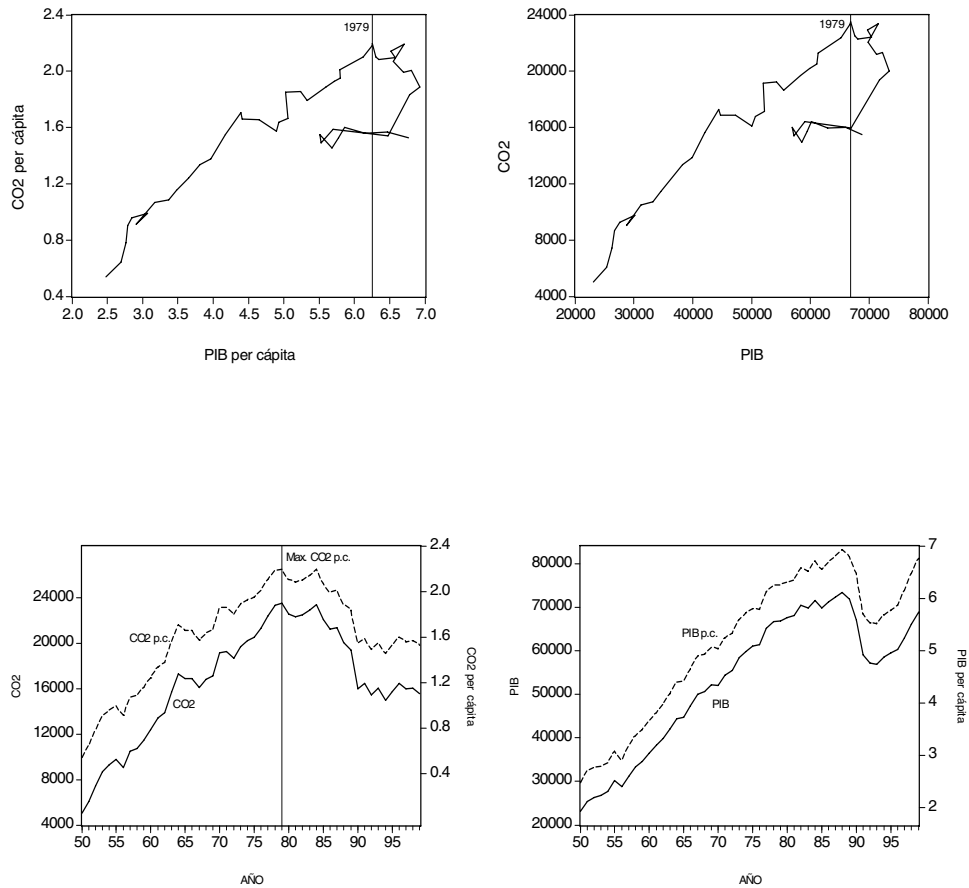 2.4
2.0
1.6
1.2
0.8
0.4
CO2 per cápita
1979
2.0 2.5 3.0 3.5 4.0 4.5 5.0 5.5 6.0 6.5 7.0
PIB per cápita
24000
20000
16000
12000
8000
4000
CO2
1979
20000 30000 40000 50000 60000 70000 80000
PIB
24000
20000
16000
12000
8000
4000
CO2
2.4
2.0
1.6
1.2
0.8
0.4
CO2 per cápita
Max. CO2 p.c.
CO2 p.c.
CO2
50 55 60 65 70 75 80 85 90 95
AÑO
80000
70000
60000
50000
40000
30000
20000
PIB
7
6
5
4
3
2
PIB per cápita
PIB p.c.
PIB
50 55 60 65 70 75 80 85 90 95
AÑO